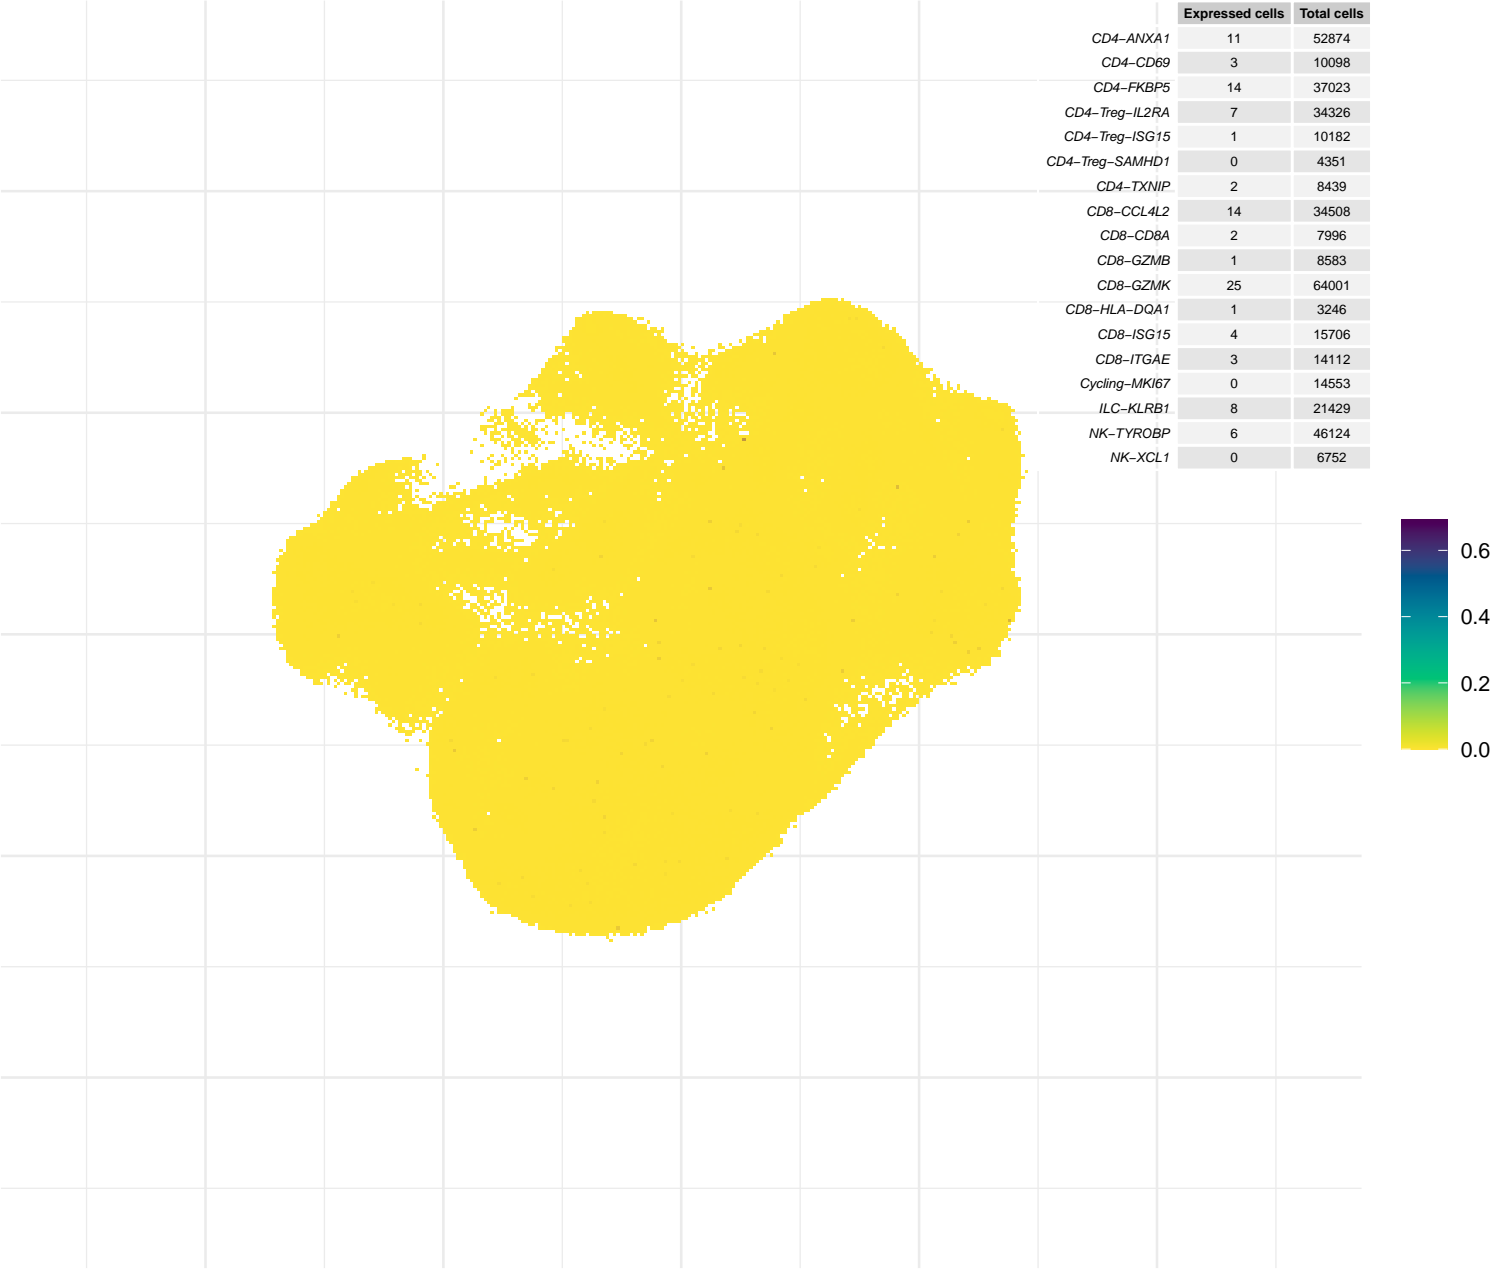 Expressed cells Total cells
CD4−ANXA1 11 52874
CD4−CD69 3 10098
CD4−FKBP5 14 37023
CD4−Treg−IL2RA 7 34326
CD4−Treg−ISG15 1 10182
CD4−Treg−SAMHD1 0 4351
CD4−TXNIP 2 8439
CD8−CCL4L2 14 34508
CD8−CD8A 2 7996
CD8−GZMB 1 8583
CD8−GZMK 25 64001
CD8−HLA−DQA1 1 3246
CD8−ISG15 4 15706
CD8−ITGAE 3 14112
Cycling−MKI67 0 14553
ILC−KLRB1 8 21429
NK−TYROBP 6 46124
NK−XCL1 0 6752
0.6
0.4
0.2
0.0